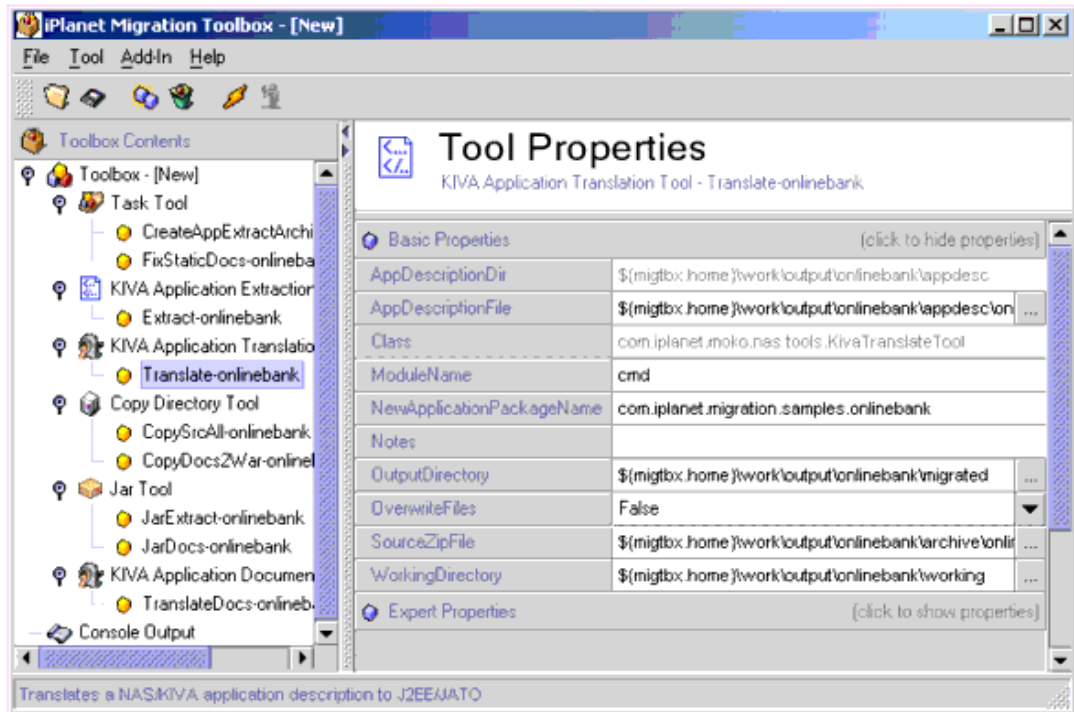 iPlanet Migration Toolbox - [New]
File Tool Add-In Help
Toolbox Contents
Toolbox - [New]
Task Tool
CreateAppExtractArchi
FixStaticDocs-onlineba
KIVA Application Extraction
Extract-onlinebank
KIVA Application Translatio
Translate-onlinebank
Copy Directory Tool
CopySrcAll-onlinebank
CopyDocs2War-onlinel
Jar Tool
JarExtract-onlinebank
JarDocs-onlinebank
KIVA Application Documen
TranslateDocs-onlineb
Console Output
Tool Properties
KIVA Application Translation Tool - Translate-onlinebank
Basic Properties (click to hide properties)
AppDescriptionDir $(migtbx.home)\work\output\onlinebank\appdesc
AppDescriptionFile $(migtbx.home)\work\output\onlinebank\appdesc\on ...
Class com.iplanet.moko.nas.tools.KivaTranslateTool
ModuleName cmd
NewApplicationPackageName com.iplanet.migration.samples.onlinebank
Notes
OutputDirectory $(migtbx.home)\work\output\onlinebank\migrated ...
OverwriteFiles False
SourceZipFile $(migtbx.home)\work\output\onlinebank\archive\onlin ...
WorkingDirectory $(migtbx.home)\work\output\onlinebank\working ...
Expert Properties (click to show properties)
Translates a NAS/KIVA application description to J2EE/JATO